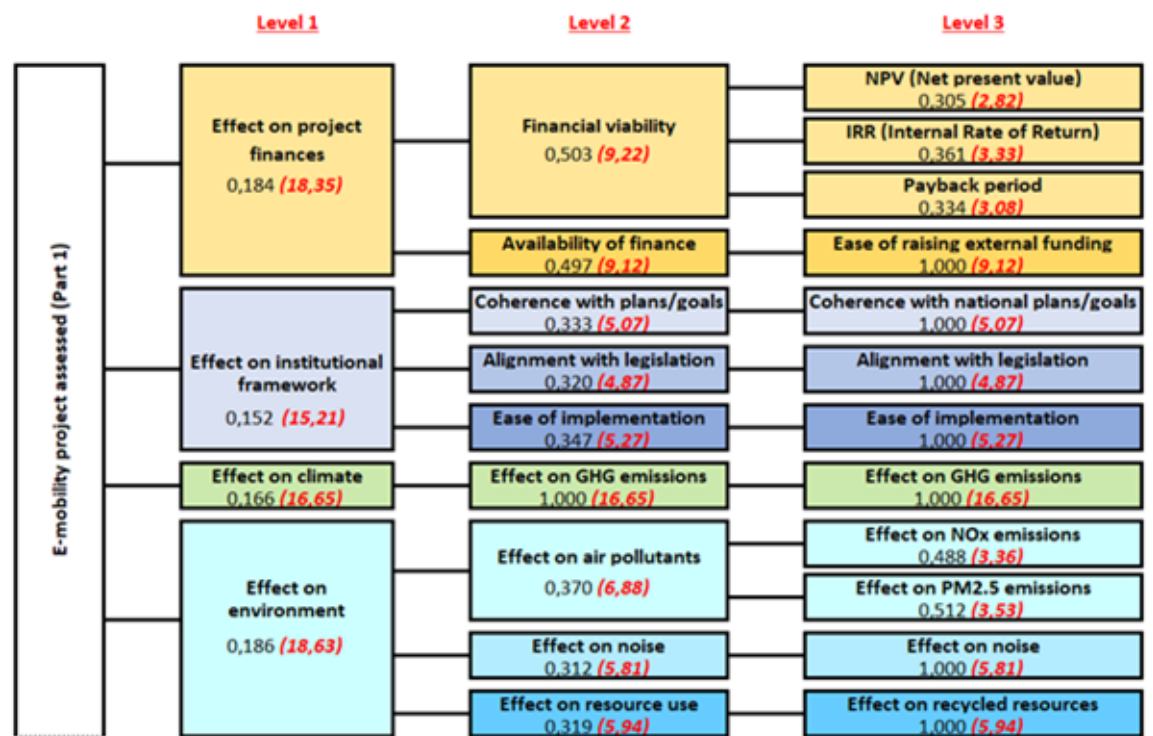 Level 1
Level 2
Level 3
E-mobility project assessed (Part 1)
Effect on project
finances
0,184 (18,35)
Financial viability
0,503 (9,22)
NPV (Net present value)
0,305 (2,82)
IRR (Internal Rate of Return)
0,361 (3,33)
Payback period
0,334 (3,08)
Availability of finance
0,497 (9,12)
Ease of raising external funding
1,000 (9,12)
Effect on institutional
framework
0,152 (15,21)
Coherence with plans/goals
0,333 (5,07)
Coherence with national plans/goals
1,000 (5,07)
Alignment with legislation
0,320 (4,87)
Alignment with legislation
1,000 (4,87)
Ease of implementation
0,347 (5,27)
Ease of implementation
1,000 (5,27)
Effect on climate
0,166 (16,65)
Effect on GHG emissions
1,000 (16,65)
Effect on GHG emissions
1,000 (16,65)
Effect on
environment
0,186 (18,63)
Effect on air pollutants
0,370 (6,88)
Effect on NOx emissions
0,488 (3,36)
Effect on PM2.5 emissions
0,512 (3,53)
Effect on noise
0,312 (5,81)
Effect on noise
1,000 (5,81)
Effect on resource use
0,319 (5,94)
Effect on recycled resources
1,000 (5,94)